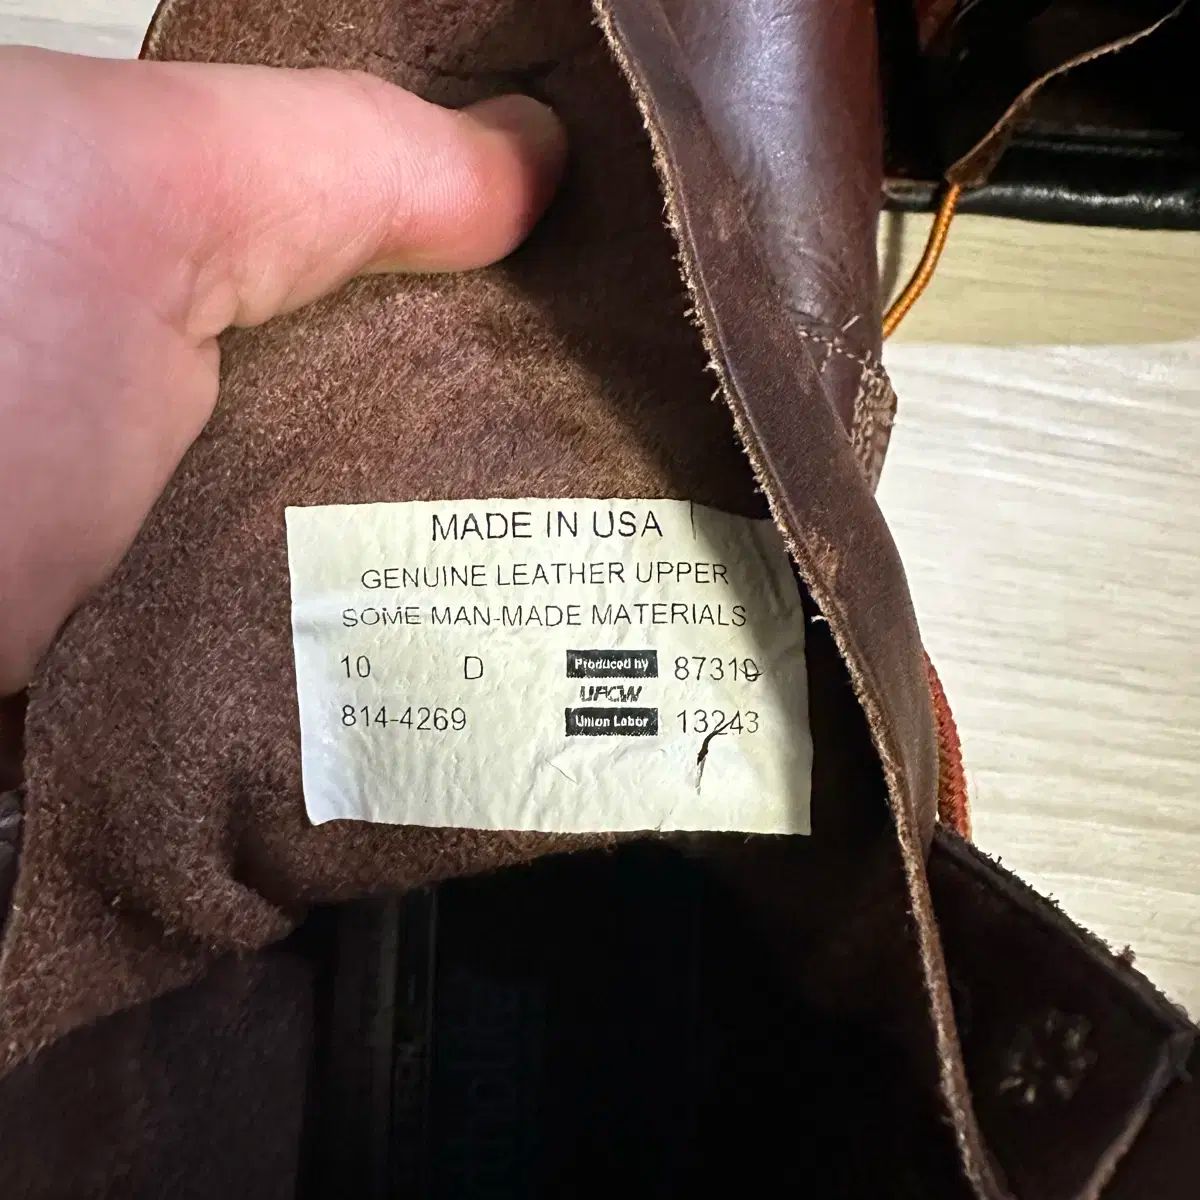 MADE IN USA
GENUINE LEATHER UPPER
SOME MAN-MADE MATERIALS
10 D Produced by 87319
UFCW
814-4269 Union Labor 13243